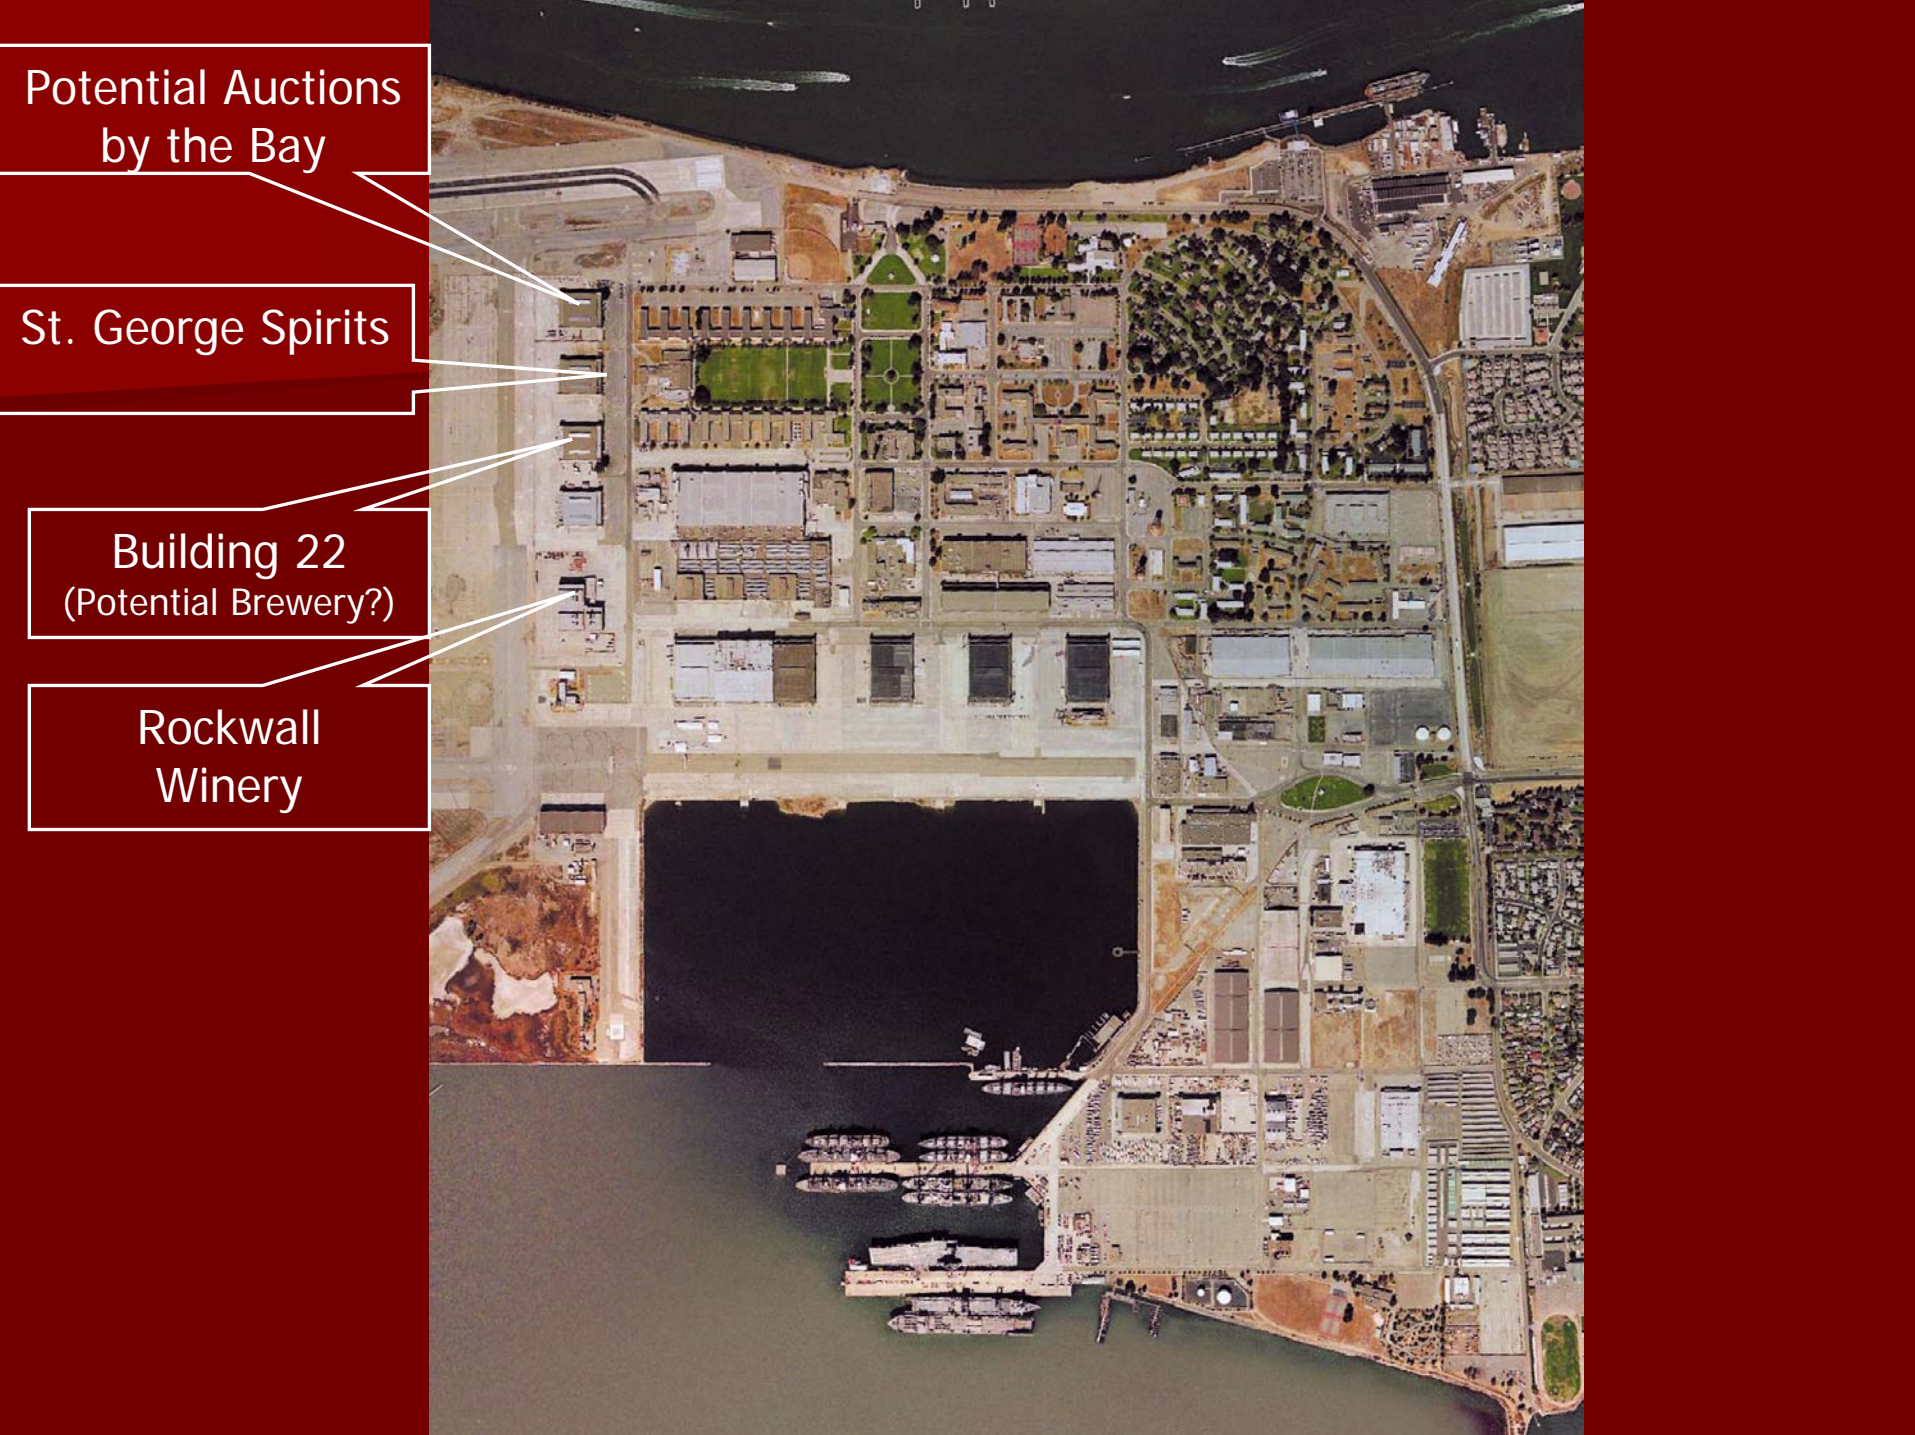 Potential Auctions
by the Bay
St. George Spirits
Building 22
(Potential Brewery?)
Rockwall
Winery